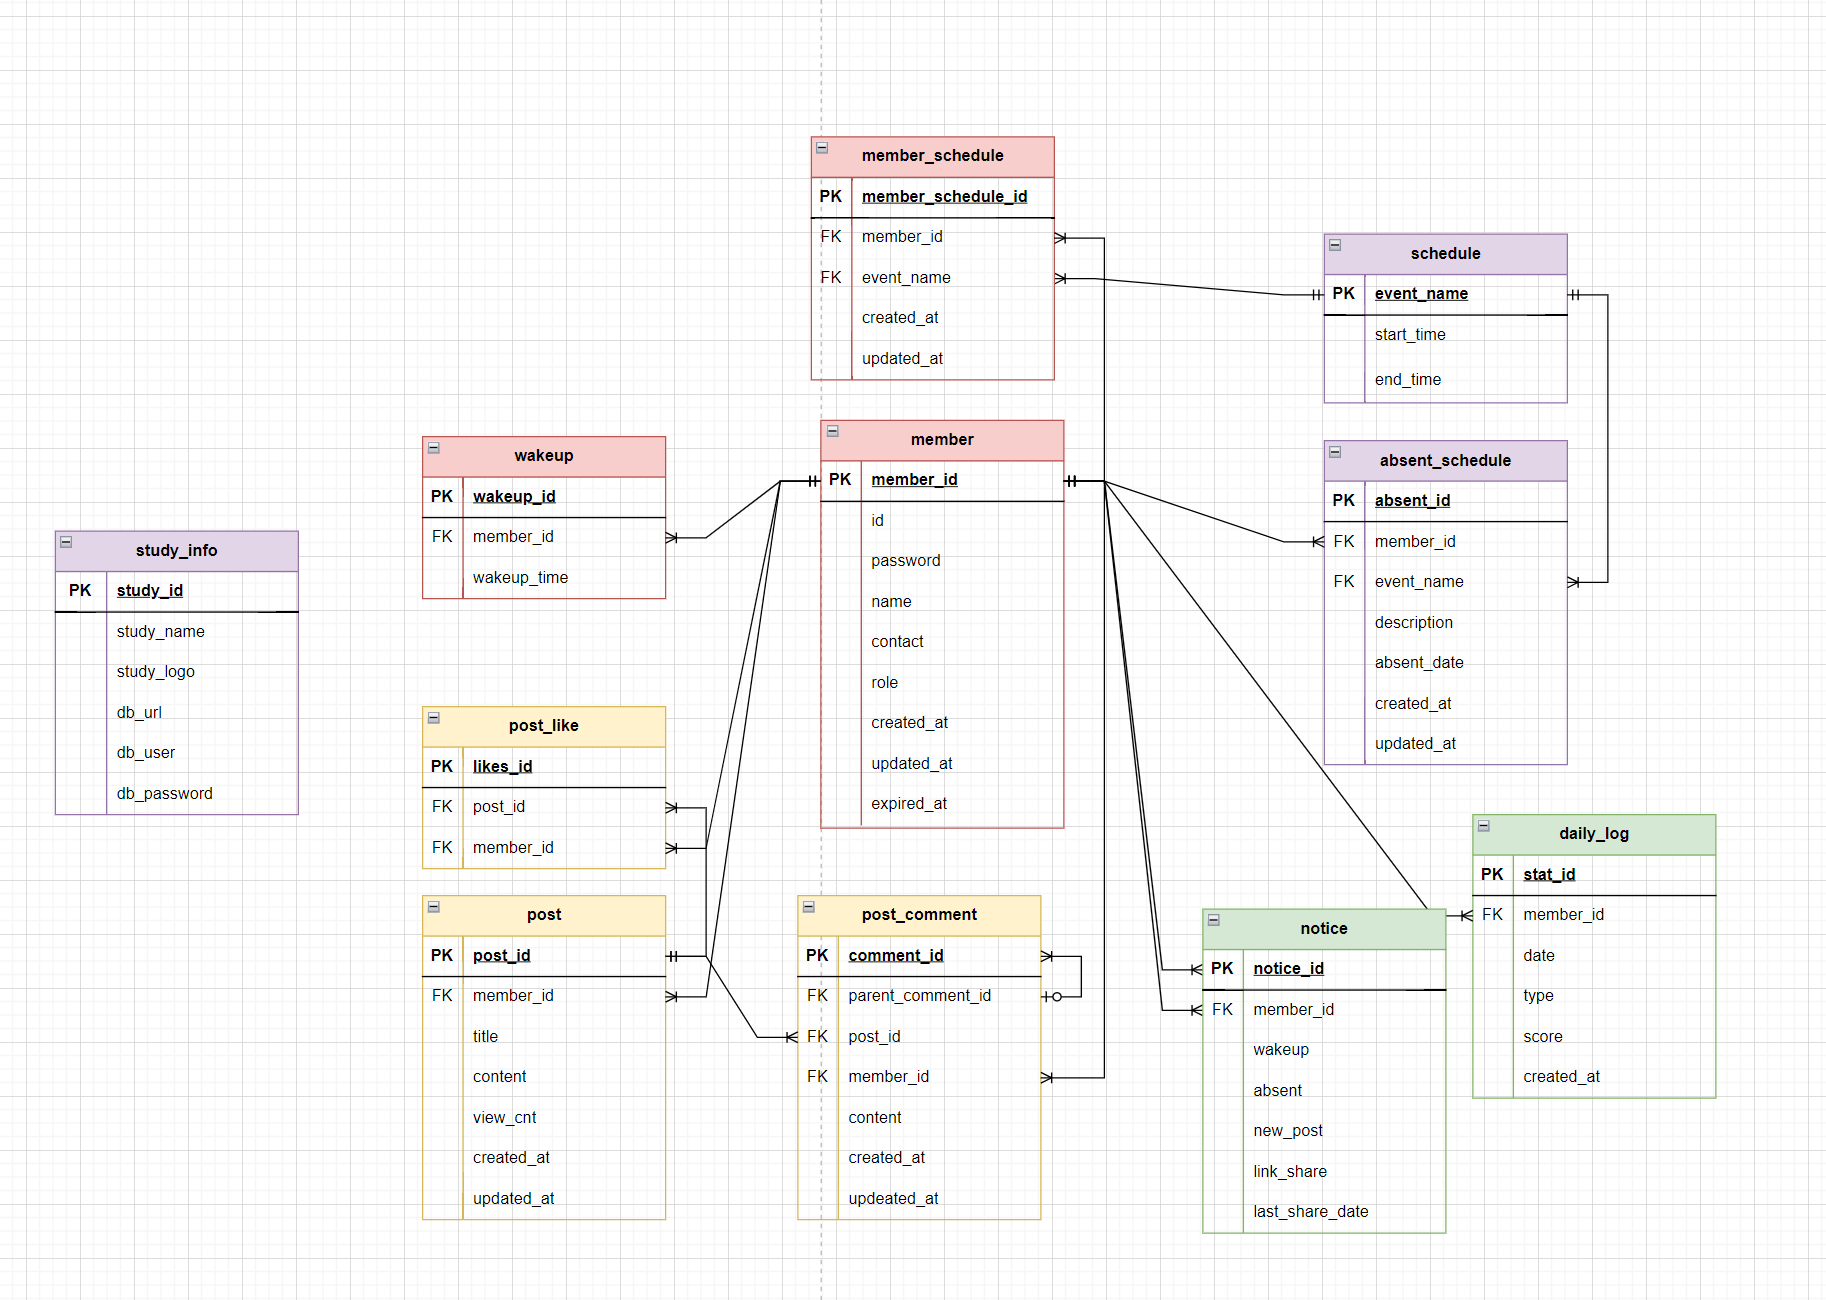 member_schedule
PK member_schedule_id
FK member_id
FK event_name
created_at
updated_at
schedule
PK event_name
start_time
end_time
wakeup
PK wakeup_id
FK member_id
wakeup_time
member
PK member_id
id
password
name
contact
role
created_at
updated_at
expired_at
absent_schedule
PK absent_id
FK member_id
FK event_name
description
absent_date
created_at
updated_at
study_info
PK study_id
study_name
study_logo
db_url
db_user
db_password
post_like
PK likes_id
FK post_id
FK member_id
post
PK post_id
FK member_id
title
content
view_cnt
created_at
updated_at
post_comment
PK comment_id
FK parent_comment_id
FK post_id
FK member_id
content
created_at
updeated_at
notice
PK notice_id
FK member_id
wakeup
absent
new_post
link_share
last_share_date
daily_log
PK stat_id
FK member_id
date
type
score
created_at